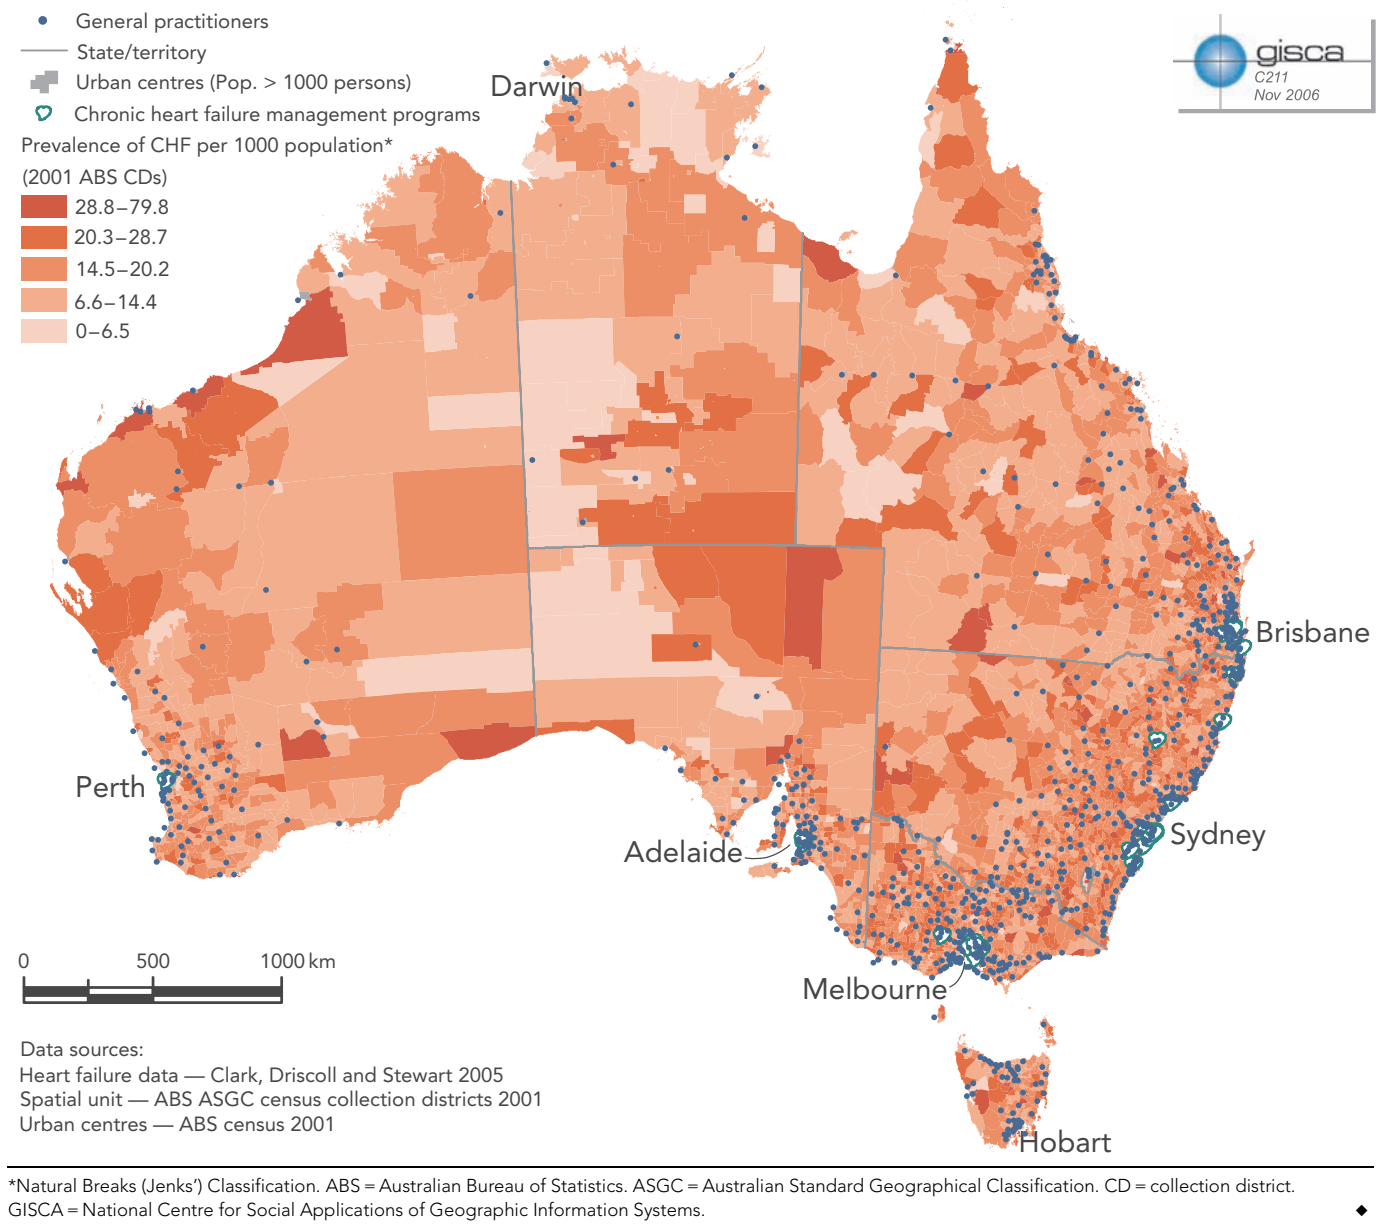 General practitioners
State/territory
Urban centres (Pop. > 1000 persons)
Chronic heart failure management programs
Prevalence of CHF per 1000 population*
(2001 ABS CDs)
28.8–79.8
20.3–28.7
14.5–20.2
6.6–14.4
0–6.5
gisca
C211
Nov 2006
Darwin
Brisbane
Perth
Adelaide
Sydney
Melbourne
Hobart
0 500 1000 km
Data sources:
Heart failure data — Clark, Driscoll and Stewart 2005
Spatial unit — ABS ASGC census collection districts 2001
Urban centres — ABS census 2001
*Natural Breaks (Jenks’) Classification. ABS = Australian Bureau of Statistics. ASGC = Australian Standard Geographical Classification. CD = collection district.
GISCA = National Centre for Social Applications of Geographic Information Systems. ◆